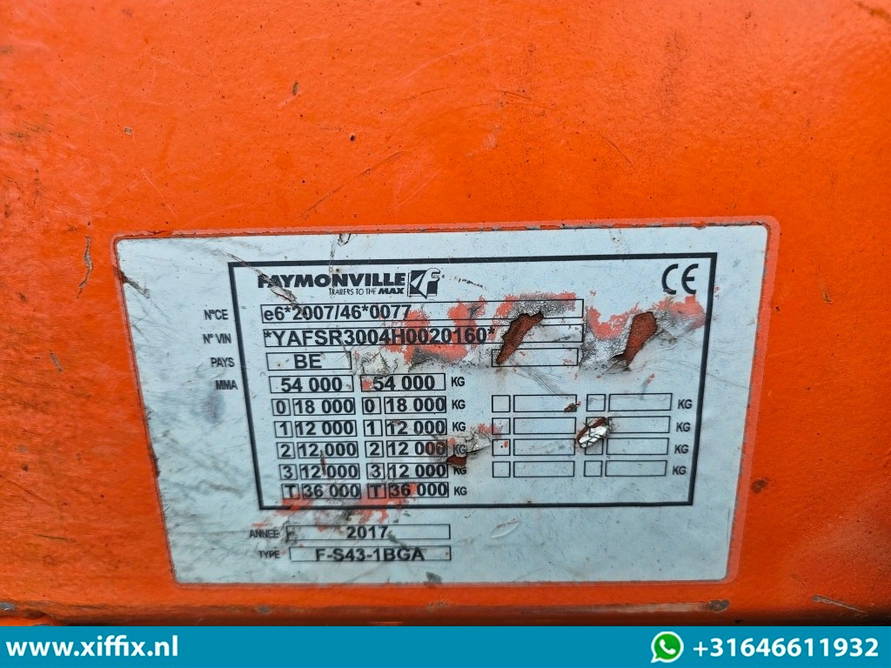 FAYMONVILLE
TRAILERS TO THE MAX
CE
N°CE e6*2007/46*0077
N° VIN *YAFSR3004H0020160*
PAYS BE
MMA 54 000 54 000 KG
0 18 000 0 18 000 KG KG
1 12 000 1 12 000 KG KG
2 12 000 2 12 000 KG KG
3 12 000 3 12 000 KG KG
T 36 000 T 36 000 KG
ANNEE 2017
TYPE F-S43-1BGA
www.xiffix.nl +31646611932